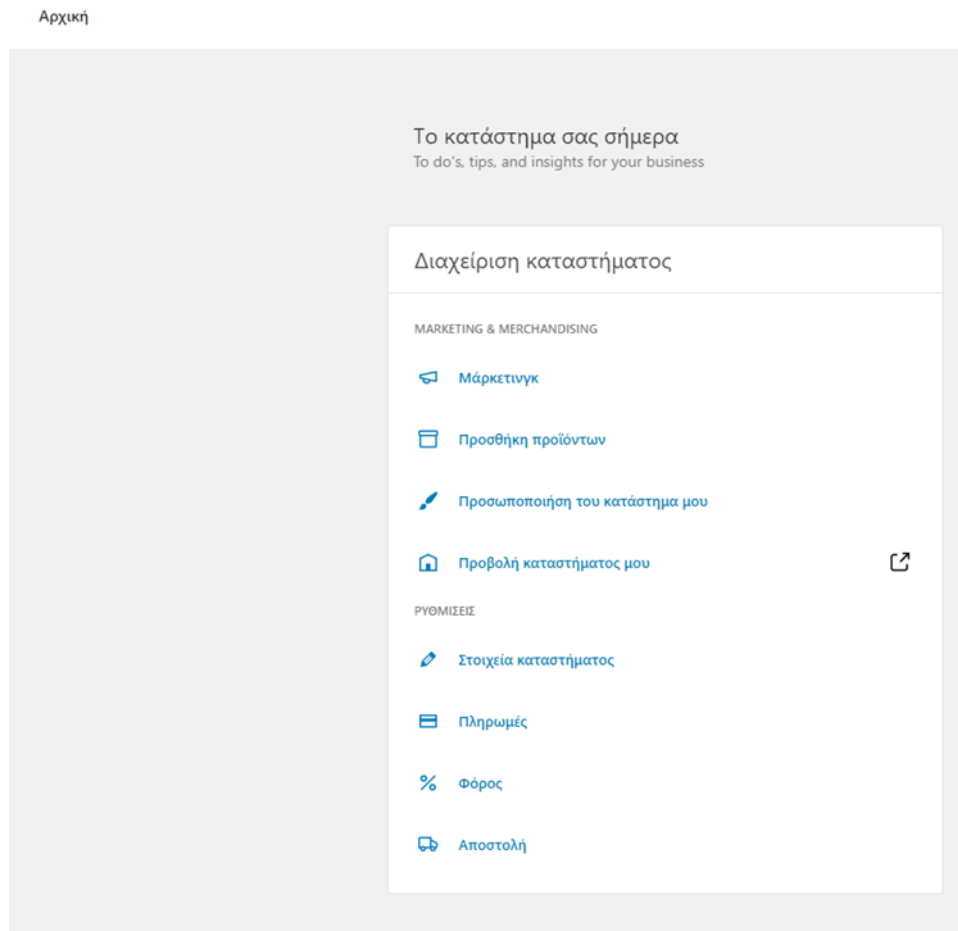 Αρχική
Το κατάστημα σας σήμερα
To do's, tips, and insights for your business
Διαχείριση καταστήματος
MARKETING & MERCHANDISING
Μάρκετινγκ
Προσθήκη προϊόντων
Προσωποποιήση του κατάστημα μου
Προβολή καταστήματος μου
ΡΥΘΜΙΣΕΙΣ
Στοιχεία καταστήματος
Πληρωμές
Φόρος
Αποστολή